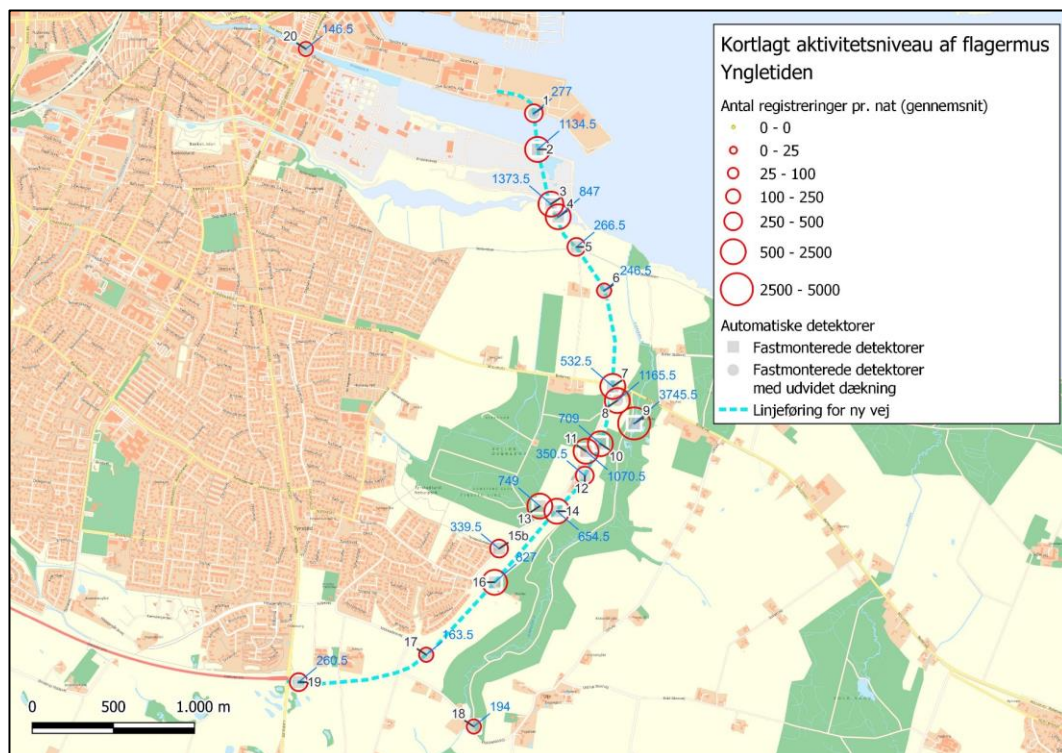 Kortlagt aktivitetsniveau af flagermus
Yngletiden
Antal registreringer pr. nat (gennemsnit)
0 - 0
0 - 25
25 - 100
100 - 250
250 - 500
500 - 2500
2500 - 5000
Automatiske detektorer
Fastmonterede detektorer
Fastmonterede detektorer
med udvidet dækning
Linjeføring for ny vej
20
146.5
1
277
1134.5
2
1373.5
3
4
847
266.5
5
246.5
6
532.5
7
1165.5
8
3745.5
9
709
11
10
350.5
1070.5
12
749
13
14
654.5
339.5
15b
827
16
17
163.5
260.5
19
18
194
0
500
1.000 m